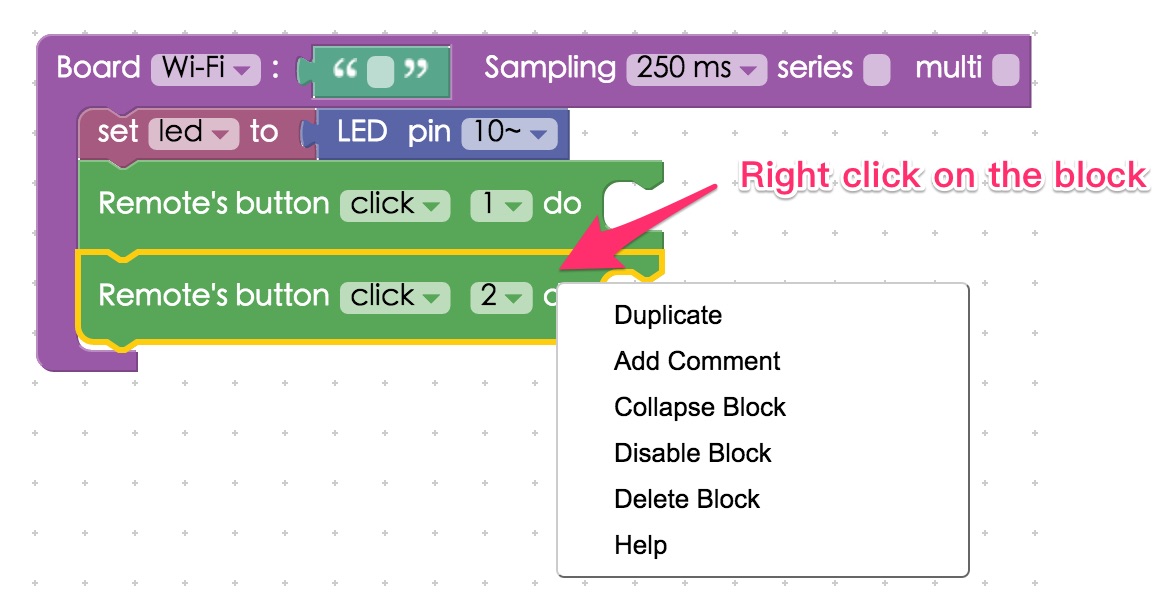 Board Wi-Fi : “ ” Sampling 250 ms series multi
set led to LED pin 10~
Right click on the block
Remote's button click 1 do
Remote's button click 2
Duplicate
Add Comment
Collapse Block
Disable Block
Delete Block
Help